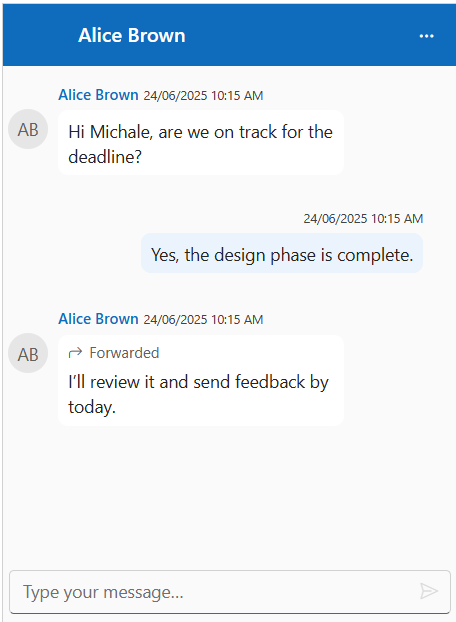 Alice Brown
Alice Brown 24/06/2025 10:15 AM
AB
Hi Michale, are we on track for the
deadline?
24/06/2025 10:15 AM
Yes, the design phase is complete.
Alice Brown 24/06/2025 10:15 AM
AB
Forwarded
I’ll review it and send feedback by
today.
Type your message...